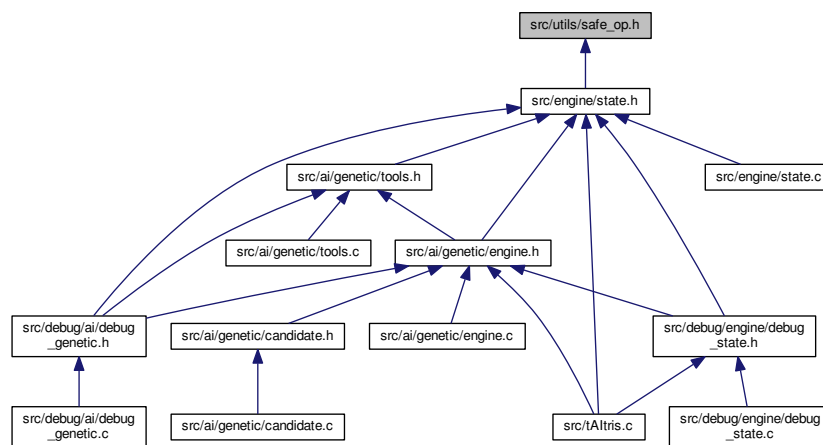 src/utils/safe_op.h
src/engine/state.h
src/ai/genetic/tools.h
src/engine/state.c
src/ai/genetic/tools.c
src/ai/genetic/engine.h
src/debug/ai/debug
_genetic.h
src/ai/genetic/candidate.h
src/ai/genetic/engine.c
src/debug/engine/debug
_state.h
src/debug/ai/debug
_genetic.c
src/ai/genetic/candidate.c
src/tAItris.c
src/debug/engine/debug
_state.c